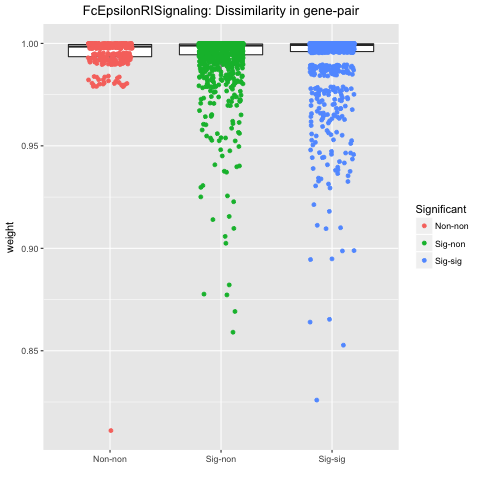 FcEpsilonRISignaling: Dissimilarity in gene-pair
1.00
0.95
0.90
0.85
weight
Non-non
Sig-non
Sig-sig
Significant
Non-non
Sig-non
Sig-sig